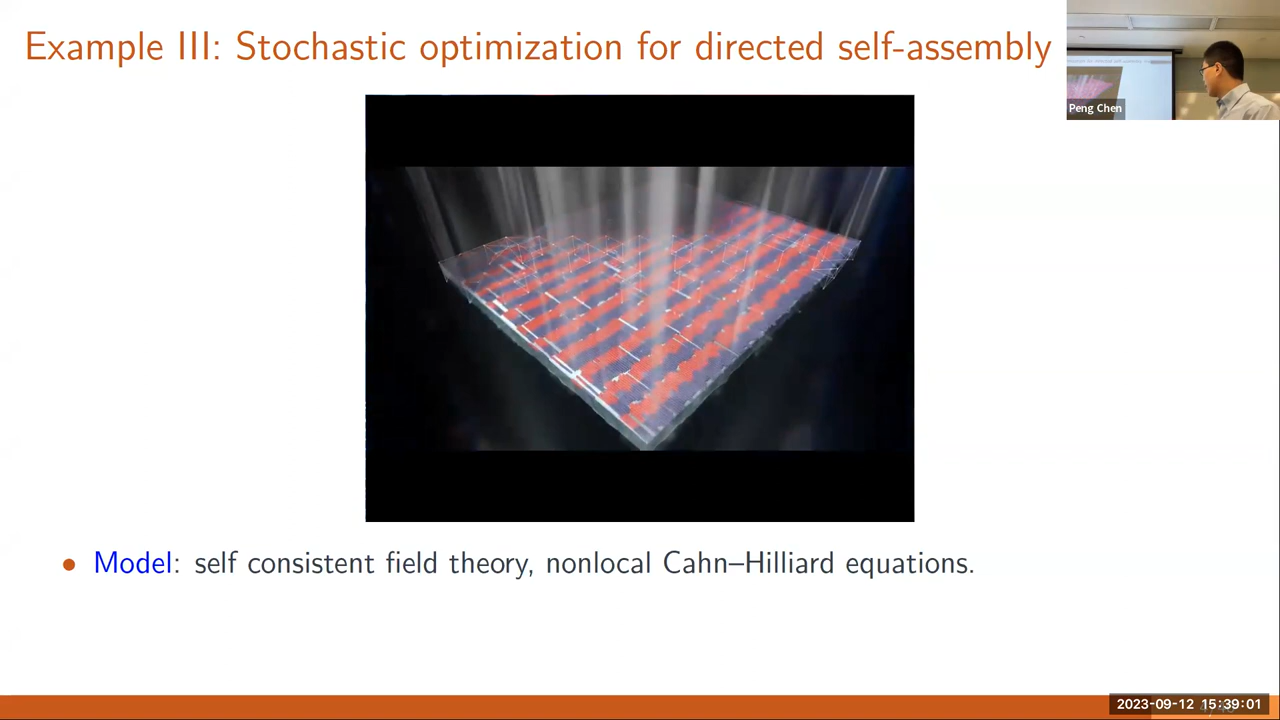 Example III: Stochastic optimization for directed self-assembly
Peng Chen
• Model: self consistent field theory, nonlocal Cahn–Hilliard equations.
2023-09-12 15:39:01